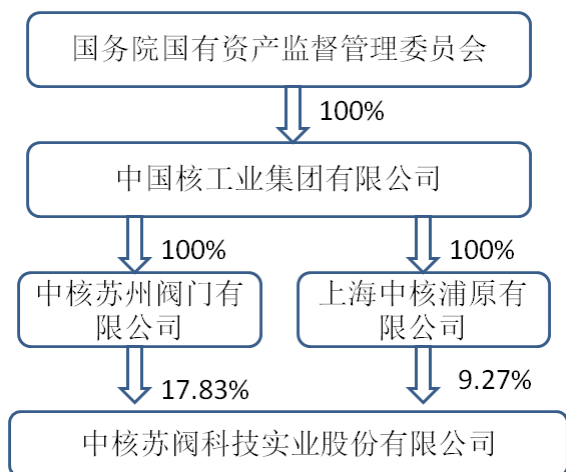 国务院国有资产监督管理委员会
100%
中国核工业集团有限公司
100%
100%
中核苏州阀门有
限公司
上海中核浦原有
限公司
17.83%
9.27%
中核苏阀科技实业股份有限公司